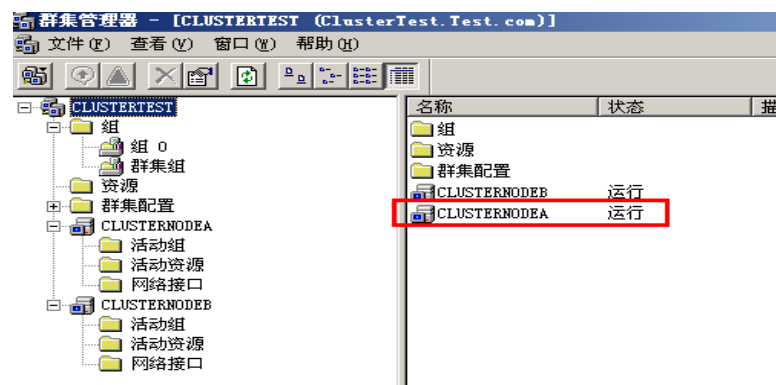 群集管理器 - [CLUSTERTEST (ClusterTest.Test.com)]
文件(F) 查看(V) 窗口(W) 帮助(H)
CLUSTERTEST
组
组 0
群集组
资源
群集配置
CLUSTERNODEA
活动组
活动资源
网络接口
CLUSTERNODEB
活动组
活动资源
网络接口
名称 状态 描
组
资源
群集配置
CLUSTERNODEB 运行
CLUSTERNODEA 运行